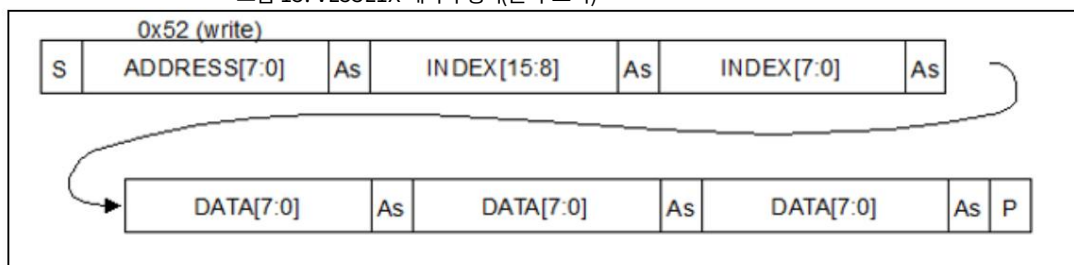 0x52 (write)
S ADDRESS[7:0] As INDEX[15:8] As INDEX[7:0] As
DATA[7:0] As DATA[7:0] As DATA[7:0] As P